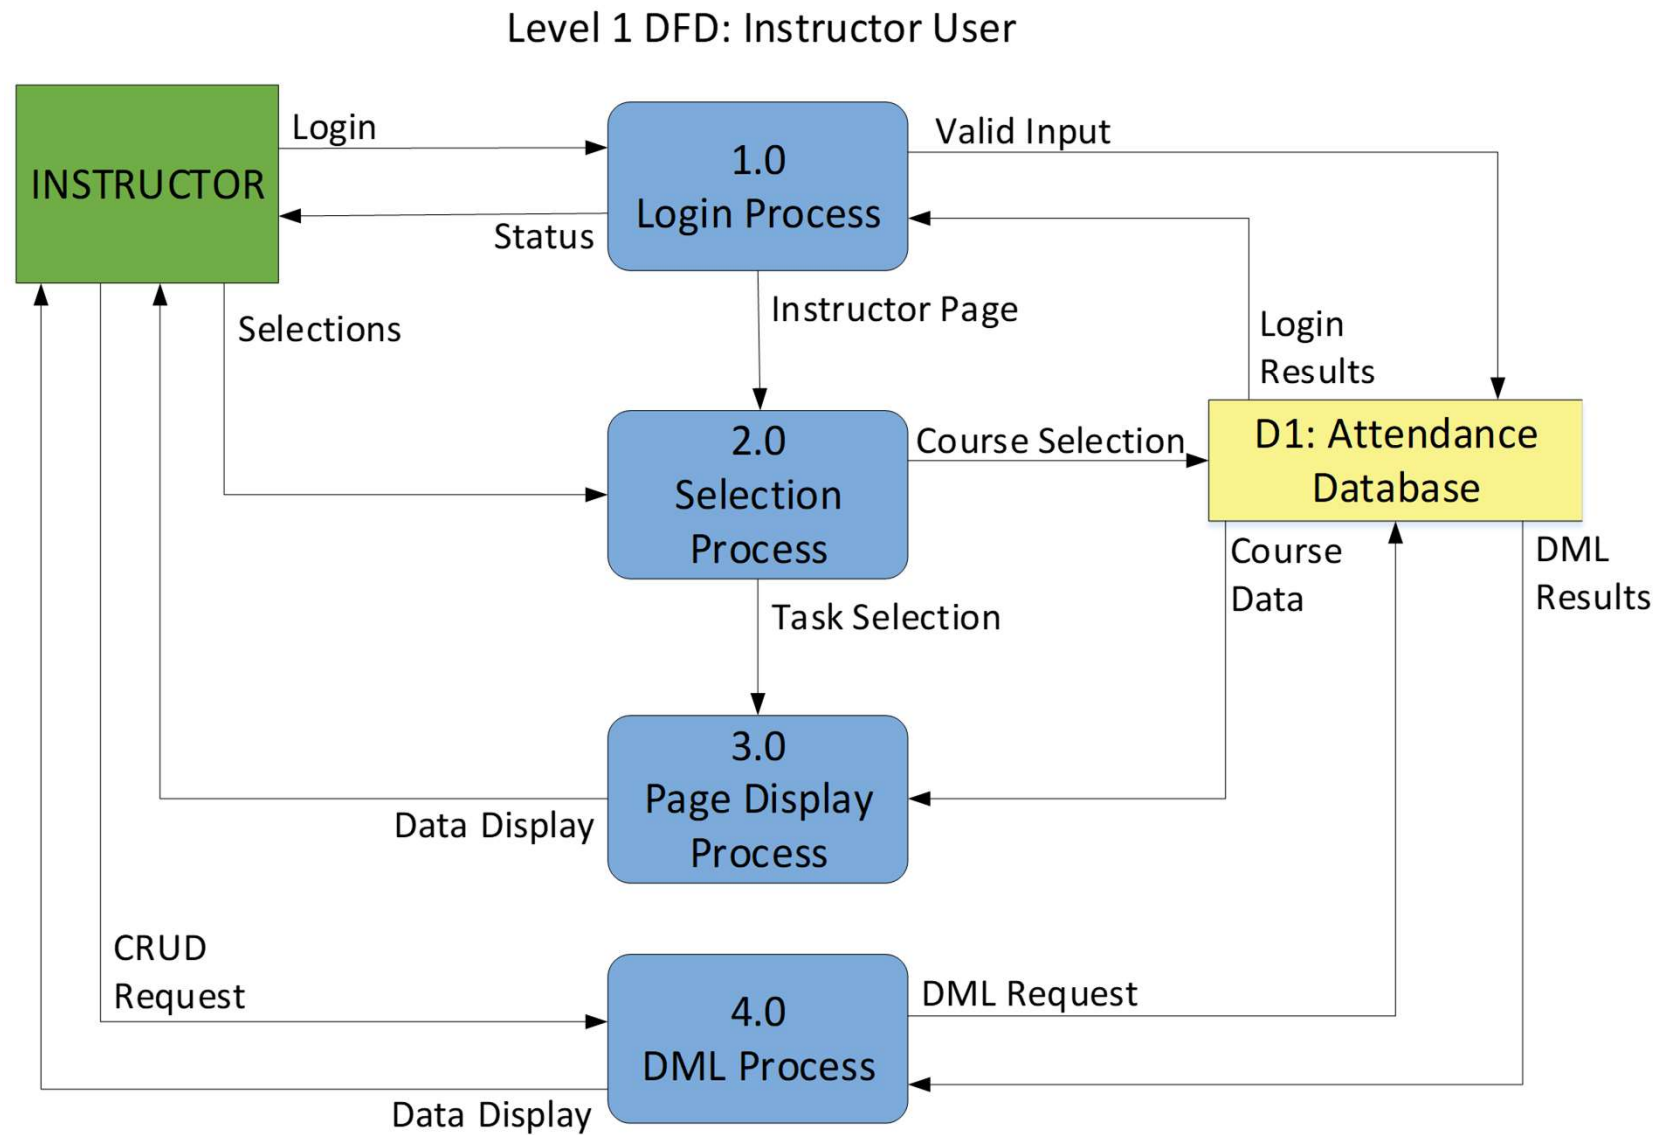 Level 1 DFD: Instructor User
INSTRUCTOR
Login
Status
1.0
Login Process
Valid Input
Login
Results
Instructor Page
Selections
2.0
Selection
Process
Course Selection
D1: Attendance
Database
Task Selection
Course
Data
DML
Results
3.0
Page Display
Process
Data Display
CRUD
Request
4.0
DML Process
DML Request
Data Display